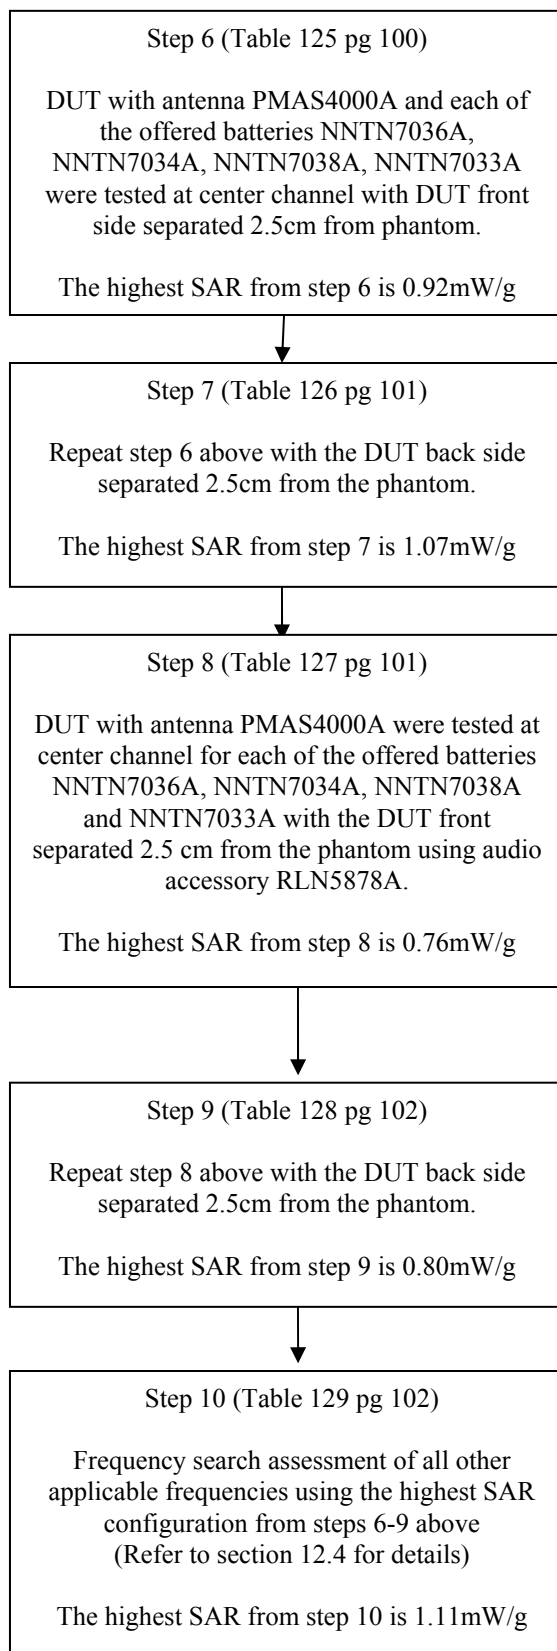 Step 6 (Table 125 pg 100)
DUT with antenna PMAS4000A and each of
the offered batteries NNTN7036A,
NNTN7034A, NNTN7038A, NNTN7033A
were tested at center channel with DUT front
side separated 2.5cm from phantom.
The highest SAR from step 6 is 0.92mW/g
Step 7 (Table 126 pg 101)
Repeat step 6 above with the DUT back side
separated 2.5cm from the phantom.
The highest SAR from step 7 is 1.07mW/g
Step 8 (Table 127 pg 101)
DUT with antenna PMAS4000A were tested at
center channel for each of the offered batteries
NNTN7036A, NNTN7034A, NNTN7038A
and NNTN7033A with the DUT front
separated 2.5 cm from the phantom using audio
accessory RLN5878A.
The highest SAR from step 8 is 0.76mW/g
Step 9 (Table 128 pg 102)
Repeat step 8 above with the DUT back side
separated 2.5cm from the phantom.
The highest SAR from step 9 is 0.80mW/g
Step 10 (Table 129 pg 102)
Frequency search assessment of all other
applicable frequencies using the highest SAR
configuration from steps 6-9 above
(Refer to section 12.4 for details)
The highest SAR from step 10 is 1.11mW/g